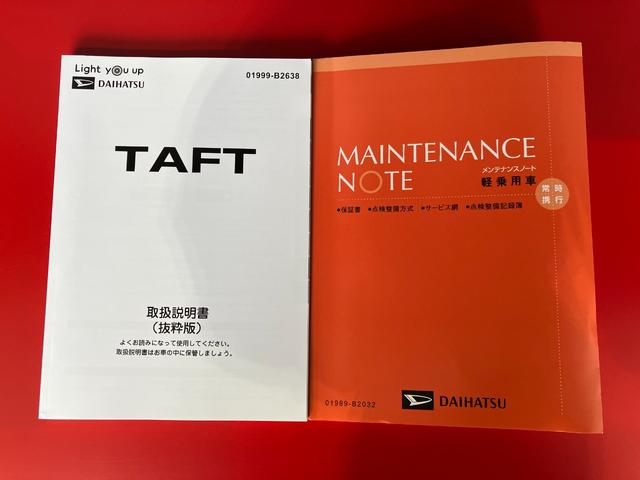 Light you up
DAIHATSU
01999-B2638
TAFT
取扱説明書
（抜粋版）
よくお読みになって使用してください。
取扱説明書はお車の中に保管しましょう。
MAINTENANCE
NOTE
メンテナンスノート
軽乗用車
常時
携行
●保証書 ●点検整備方式 ●サービス網 ●点検整備記録簿
01989-B2032
DAIHATSU